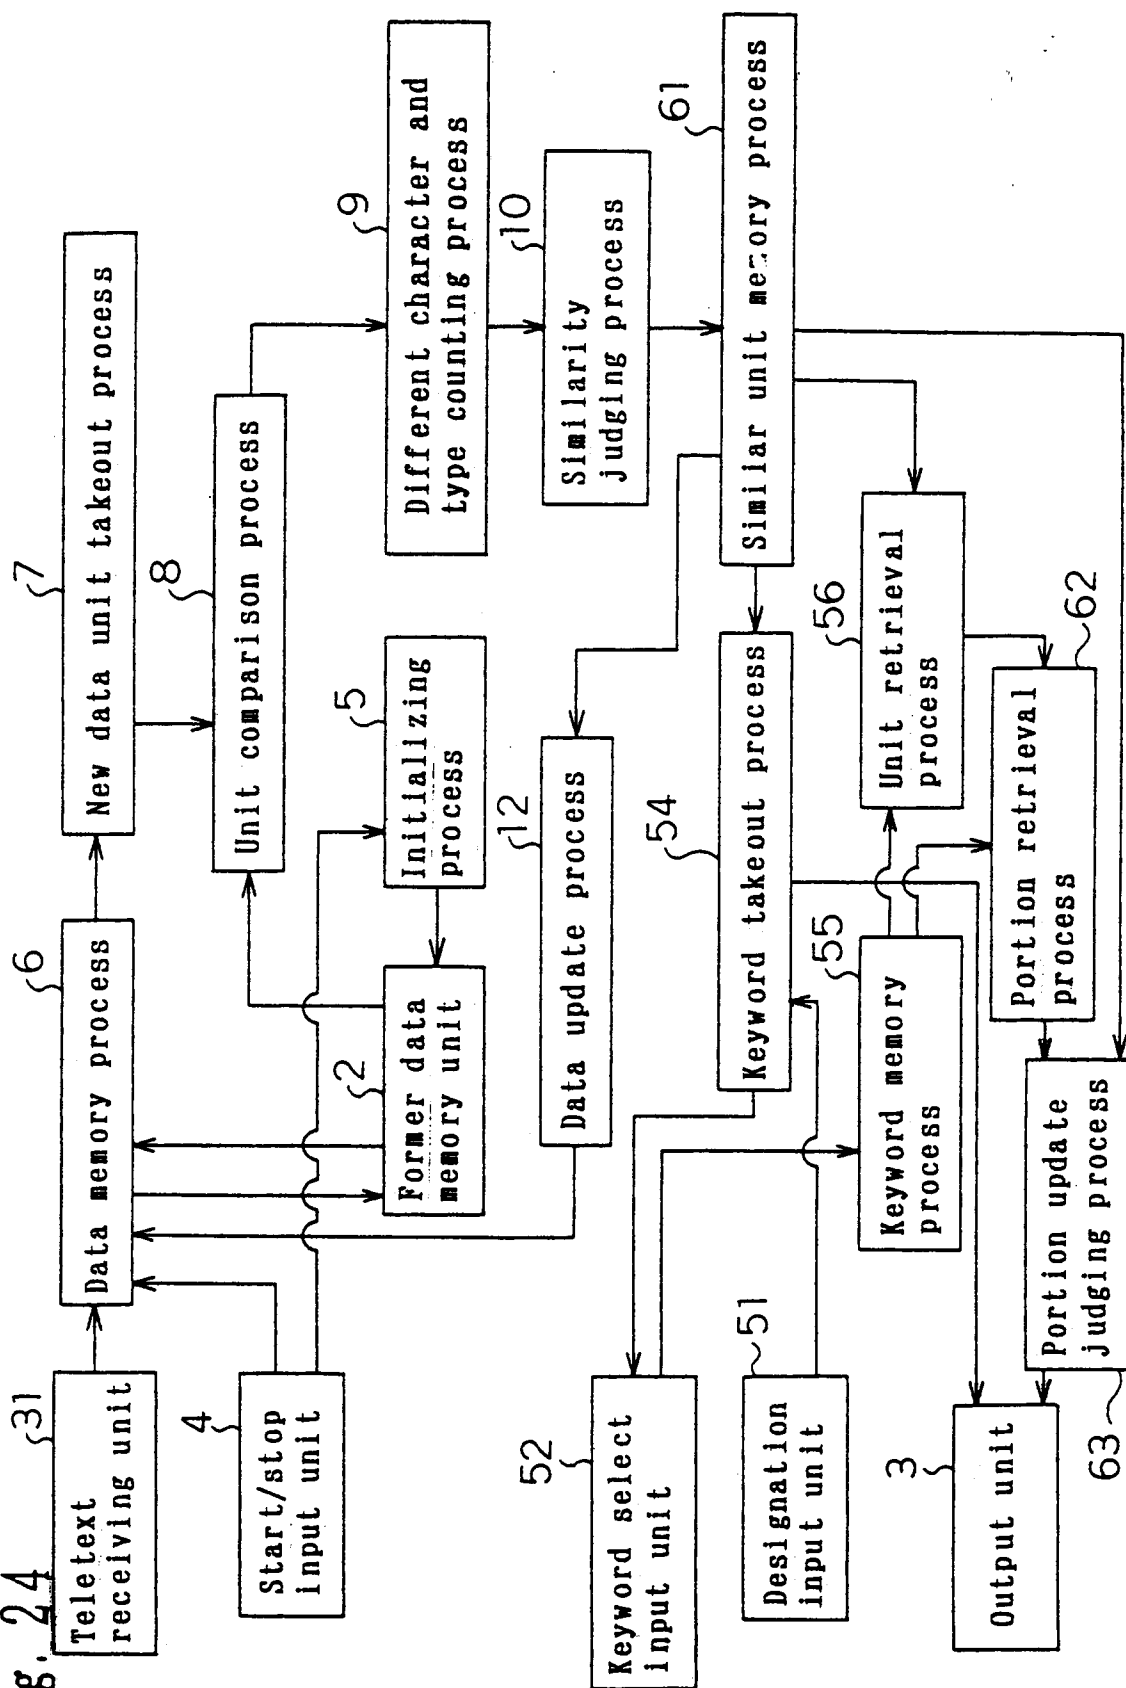 g. 24
31
Teletext
receiving unit
6
Data memory process
7
New data unit takeout process
4
Start/stop
input unit
8
Unit comparison process
2
Former data
memory unit
5
Initializing
process
9
Different character and
type counting process
12
Data update process
10
Similarity
judging process
52
Keyword select
input unit
54
Keyword takeout process
61
Similar unit memory process
51
Designation
input unit
55
Keyword memory
process
56
Unit retrieval
process
3
Output unit
63
Portion update
judging process
62
Portion retrieval
process